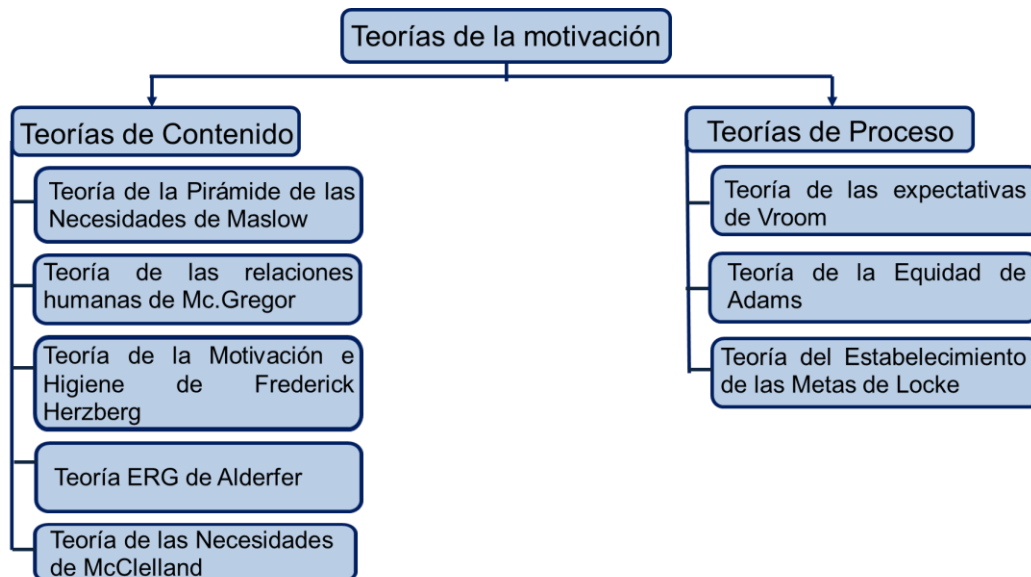 Teorías de la motivación
Teorías de Contenido
Teoría de la Pirámide de las
Necesidades de Maslow
Teoría de las relaciones
humanas de Mc.Gregor
Teoría de la Motivación e
Higiene de Frederick
Herzberg
Teoría ERG de Alderfer
Teoría de las Necesidades
de McClelland
Teorías de Proceso
Teoría de las expectativas
de Vroom
Teoría de la Equidad de
Adams
Teoría del Estabelecimiento
de las Metas de Locke